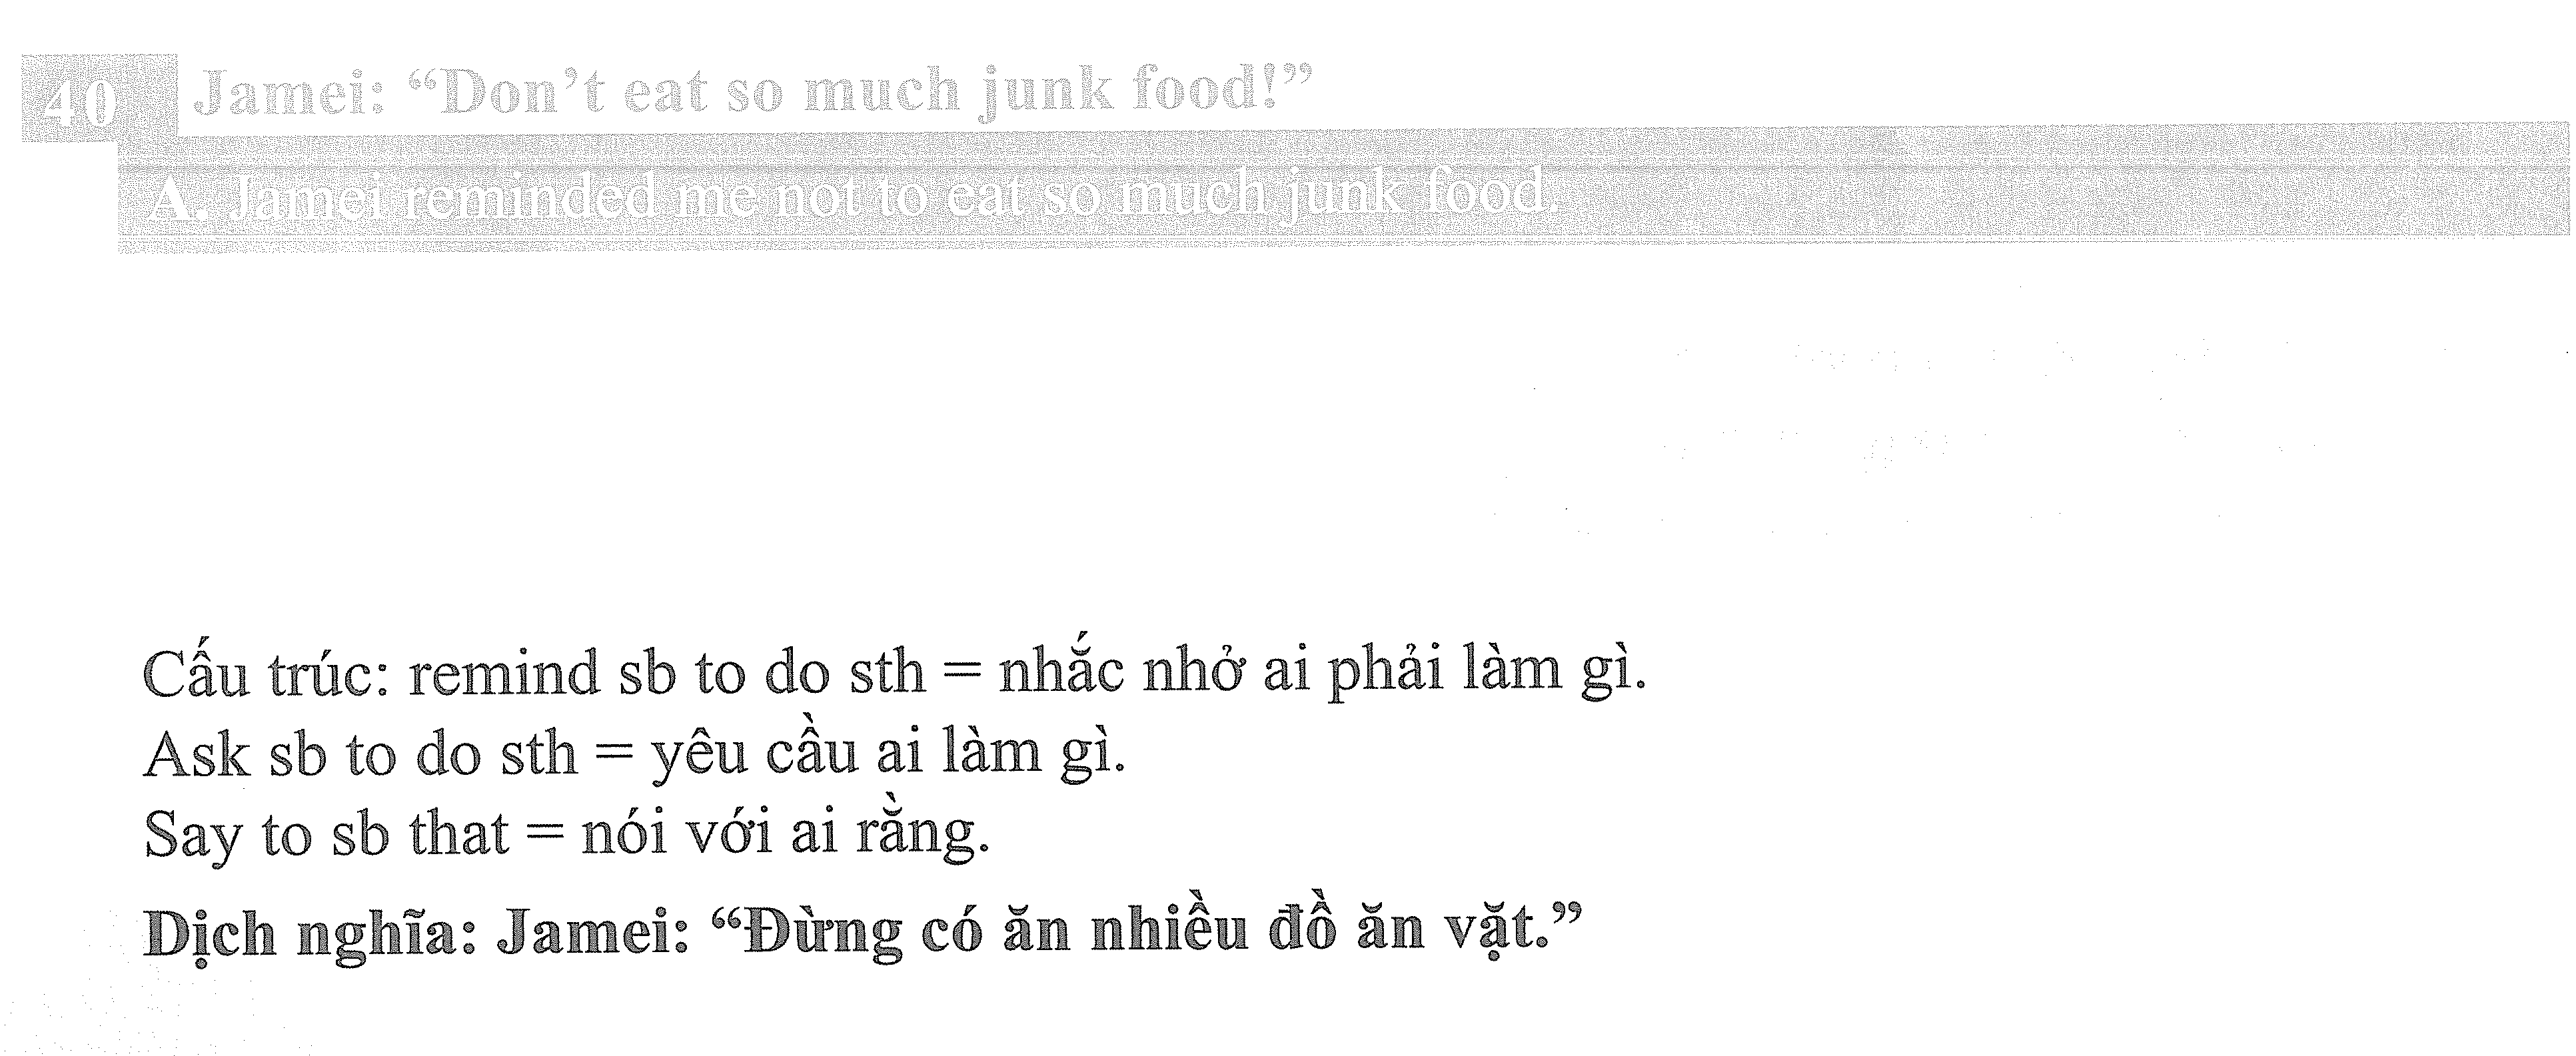 40 Jamei: “Don’t eat so much junk food!”
A. Jamei reminded me not to eat so much junk food.
Cấu trúc: remind sb to do sth = nhắc nhở ai phải làm gì.
Ask sb to do sth = yêu cầu ai làm gì.
Say to sb that = nói với ai rằng.
Dịch nghĩa: Jamei: “Đừng có ăn nhiều đồ ăn vặt.”